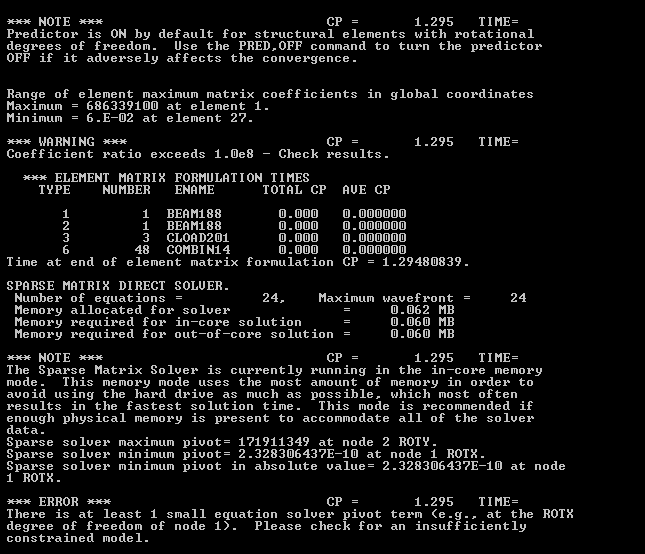 *** NOTE *** CP = 1.295 TIME=
Predictor is ON by default for structural elements with rotational
degrees of freedom. Use the PRED,OFF command to turn the predictor
OFF if it adversely affects the convergence.
Range of element maximum matrix coefficients in global coordinates
Maximum = 686339100 at element 1.
Minimum = 6.E-02 at element 27.
*** WARNING *** CP = 1.295 TIME=
Coefficient ratio exceeds 1.0e8 - Check results.
*** ELEMENT MATRIX FORMULATION TIMES
TYPE NUMBER ENAME TOTAL CP AVE CP
1 1 BEAM188 0.000 0.000000
2 1 BEAM188 0.000 0.000000
3 3 CLOAD201 0.000 0.000000
6 48 COMBIN14 0.000 0.000000
Time at end of element matrix formulation CP = 1.29480839.
SPARSE MATRIX DIRECT SOLVER.
Number of equations = 24, Maximum wavefront = 24
Memory allocated for solver = 0.062 MB
Memory required for in-core solution = 0.060 MB
Memory required for out-of-core solution = 0.060 MB
*** NOTE *** CP = 1.295 TIME=
The Sparse Matrix Solver is currently running in the in-core memory
mode. This memory mode uses the most amount of memory in order to
avoid using the hard drive as much as possible, which most often
results in the fastest solution time. This mode is recommended if
enough physical memory is present to accommodate all of the solver
data.
Sparse solver maximum pivot= 171911349 at node 2 ROTY.
Sparse solver minimum pivot= 2.328306437E-10 at node 1 ROTX.
Sparse solver minimum pivot in absolute value= 2.328306437E-10 at node
1 ROTX.
*** ERROR *** CP = 1.295 TIME=
There is at least 1 small equation solver pivot term (e.g., at the ROTX
degree of freedom of node 1). Please check for an insufficiently
constrained model.